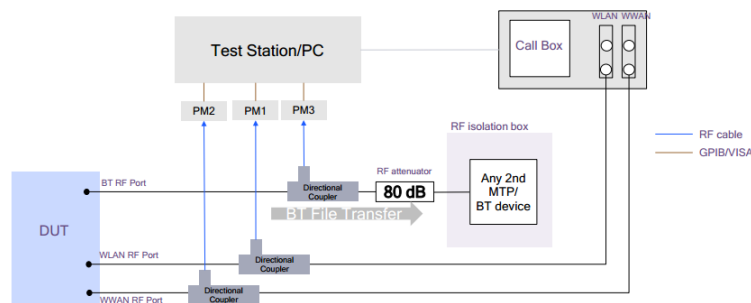 WLAN WWAN
Test Station/PC
Call Box
PM2
PM1
PM3
RF isolation box
RF cable
GPIB/VISA
RF attenuator
BT RF Port
Directional
Coupler
80 dB
Any 2nd
MTP/
BT device
BT File Transfer
DUT
WLAN RF Port
Directional
Coupler
WWAN RF Port
Directional
Coupler